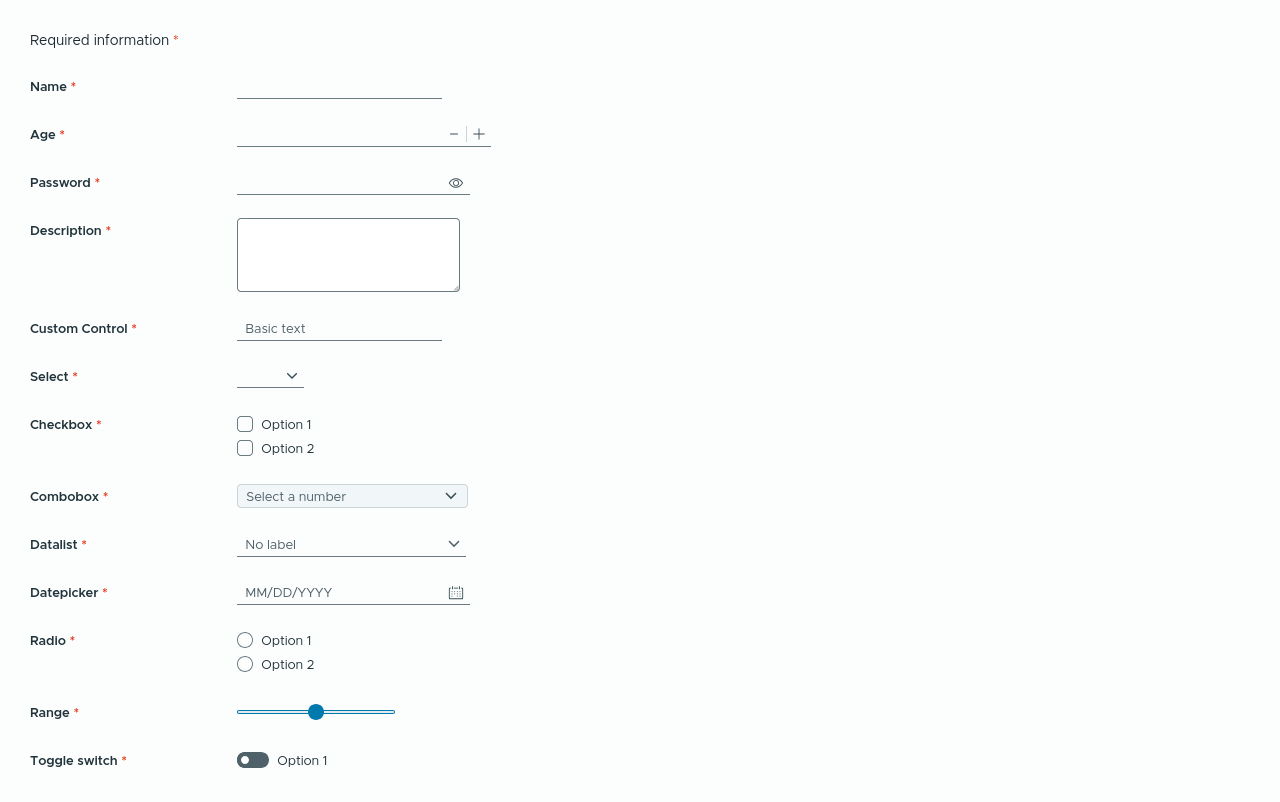 Required information *
Name *
Age *
Password *
Description *
Custom Control * Basic text
Select *
Checkbox * Option 1
Option 2
Combobox * Select a number
Datalist * No label
Datepicker * MM/DD/YYYY
Radio * Option 1
Option 2
Range *
Toggle switch * Option 1